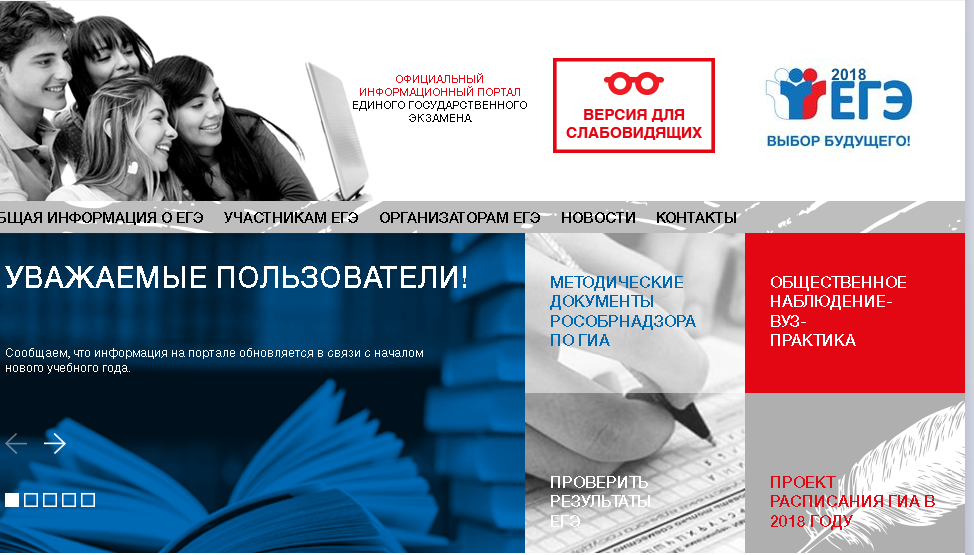 ОФИЦИАЛЬНЫЙ
ИНФОРМАЦИОННЫЙ ПОРТАЛ
ЕДИНОГО ГОСУДАРСТВЕННОГО
ЭКЗАМЕНА
ВЕРСИЯ ДЛЯ
СЛАБОВИДЯЩИХ
2018
ЕГЭ
ВЫБОР БУДУЩЕГО!
БЩАЯ ИНФОРМАЦИЯ О ЕГЭ УЧАСТНИКАМ ЕГЭ ОРГАНИЗАТОРАМ ЕГЭ НОВОСТИ КОНТАКТЫ
УВАЖАЕМЫЕ ПОЛЬЗОВАТЕЛИ!
Сообщаем, что информация на портале обновляется в связи с началом
нового учебного года.
МЕТОДИЧЕСКИЕ
ДОКУМЕНТЫ
РОСОБРНАДЗОРА
ПО ГИА
ОБЩЕСТВЕННОЕ
НАБЛЮДЕНИЕ-
ВУЗ-
ПРАКТИКА
ПРОВЕРИТЬ
РЕЗУЛЬТАТЫ
ЕГЭ
ПРОЕКТ
РАСПИСАНИЯ ГИА В
2018 ГОДУ